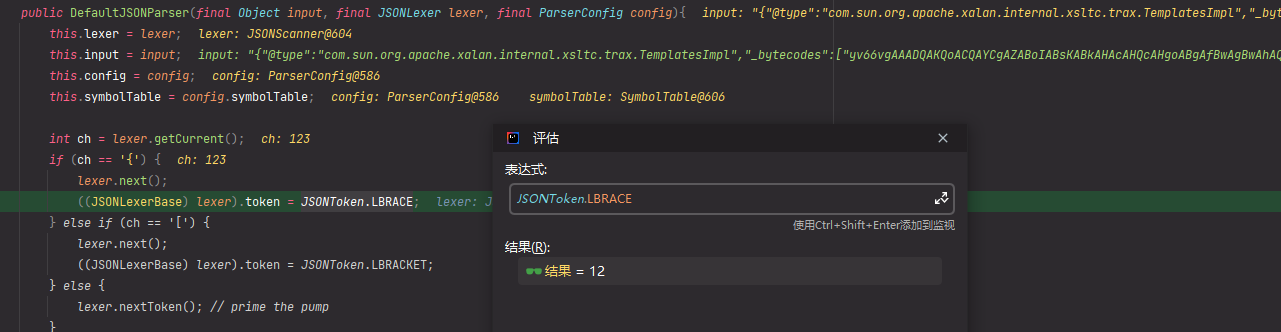 public DefaultJSONParser(final Object input, final JSONLexer lexer, final ParserConfig config){  input: "{"@type":"com.sun.org.apache.xalan.internal.xsltc.trax.TemplatesImpl","_byt
this.lexer = lexer;  lexer: JSONScanner@604
this.input = input;  input: "{"@type":"com.sun.org.apache.xalan.internal.xsltc.trax.TemplatesImpl","_bytecodes":["yv66vgAAADQAKQoACQAYCgAZABoIABsKABkAHAcAHQcAHgoABgAfBwAgBwAhAQ
this.config = config;  config: ParserConfig@586
this.symbolTable = config.symbolTable;  config: ParserConfig@586  symbolTable: SymbolTable@606
int ch = lexer.getCurrent();  ch: 123
if (ch == '{') {  ch: 123
lexer.next();
((JSONLexerBase) lexer).token = JSONToken.LBRACE;  lexer: J
} else if (ch == '[') {
lexer.next();
((JSONLexerBase) lexer).token = JSONToken.LBRACKET;
} else {
lexer.nextToken(); // prime the pump
}
评估
表达式:
JSONToken.LBRACE
使用Ctrl+Shift+Enter添加到监视
结果(R):
结果 = 12